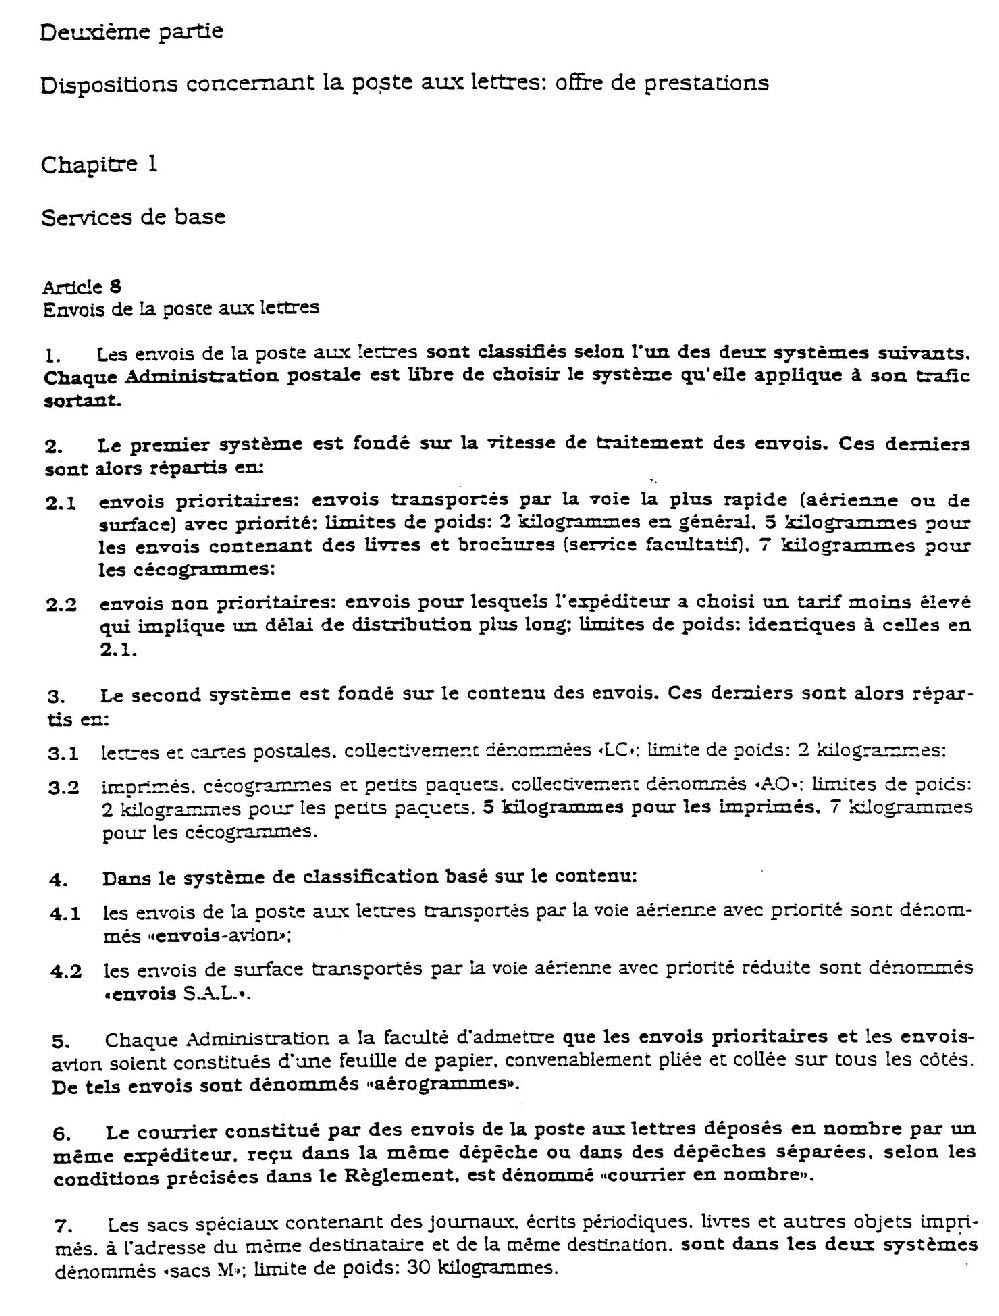 Deuxième partie
Dispositions concernant la poste aux lettres: offre de prestations
Chapitre 1
Services de base
Article 8
Envois de la poste aux lettres
1. Les envois de la poste aux lettres sont classifiés selon l'un des deux systèmes suivants.
Chaque Administration postale est libre de choisir le système qu'elle applique à son trafic
sortant.
2. Le premier système est fondé sur la vitesse de traitement des envois. Ces derniers
sont alors répartis en:
2.1 envois prioritaires: envois transportés par la voie la plus rapide (aérienne ou de
surface) avec priorité; limites de poids: 2 kilogrammes en général, 5 kilogrammes pour
les envois contenant des livres et brochures (service facultatif), 7 kilogrammes pour
les cécogrammes;
2.2 envois non prioritaires: envois pour lesquels l'expéditeur a choisi un tarif moins élevé
qui implique un délai de distribution plus long; limites de poids: identiques à celles en
2.1.
3. Le second système est fondé sur le contenu des envois. Ces derniers sont alors répar-
tis en:
3.1 lettres et cartes postales, collectivement dénommées «LC»; limite de poids: 2 kilogrammes;
3.2 imprimés, cécogrammes et petits paquets, collectivement dénommés «AO»; limites de poids:
2 kilogrammes pour les petits paquets, 5 kilogrammes pour les imprimés, 7 kilogrammes
pour les cécogrammes.
4. Dans le système de classification basé sur le contenu:
4.1 les envois de la poste aux lettres transportés par la voie aérienne avec priorité sont dénom-
més «envois-avion»;
4.2 les envois de surface transportés par la voie aérienne avec priorité réduite sont dénommés
«envois S.A.L.».
5. Chaque Administration a la faculté d'admettre que les envois prioritaires et les envois-
avion soient constitués d'une feuille de papier, convenablement pliée et collée sur tous les côtés.
De tels envois sont dénommés «aérogrammes».
6. Le courrier constitué par des envois de la poste aux lettres déposés en nombre par un
même expéditeur, reçu dans la même dépêche ou dans des dépêches séparées, selon les
conditions précisées dans le Règlement, est dénommé «courrier en nombre».
7. Les sacs spéciaux contenant des journaux, écrits périodiques, livres et autres objets impri-
més, à l'adresse du même destinataire et de la même destination, sont dans les deux systèmes
dénommés «sacs M»; limite de poids: 30 kilogrammes.